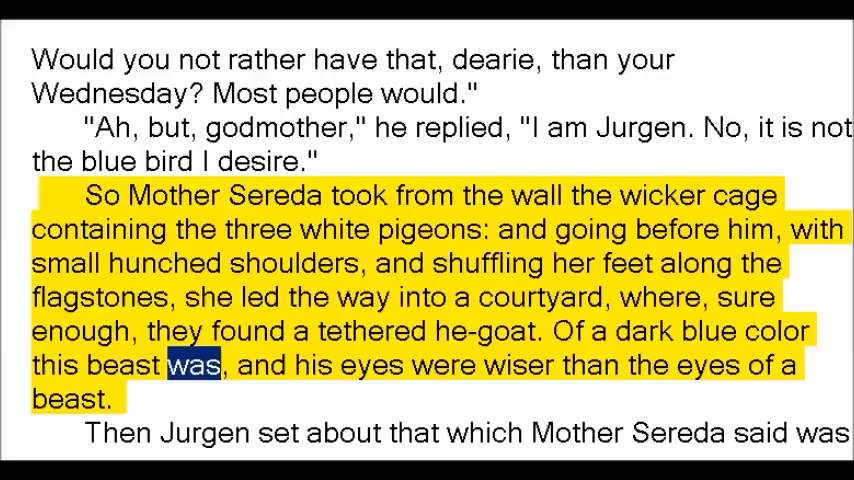 Would you not rather have that, dearie, than your
Wednesday? Most people would."
"Ah, but, godmother," he replied, "I am Jurgen. No, it is not
the blue bird I desire."
So Mother Sereda took from the wall the wicker cage
containing the three white pigeons: and going before him, with
small hunched shoulders, and shuffling her feet along the
flagstones, she led the way into a courtyard, where, sure
enough, they found a tethered he-goat. Of a dark blue color
this beast was, and his eyes were wiser than the eyes of a
beast.
Then Jurgen set about that which Mother Sereda said was